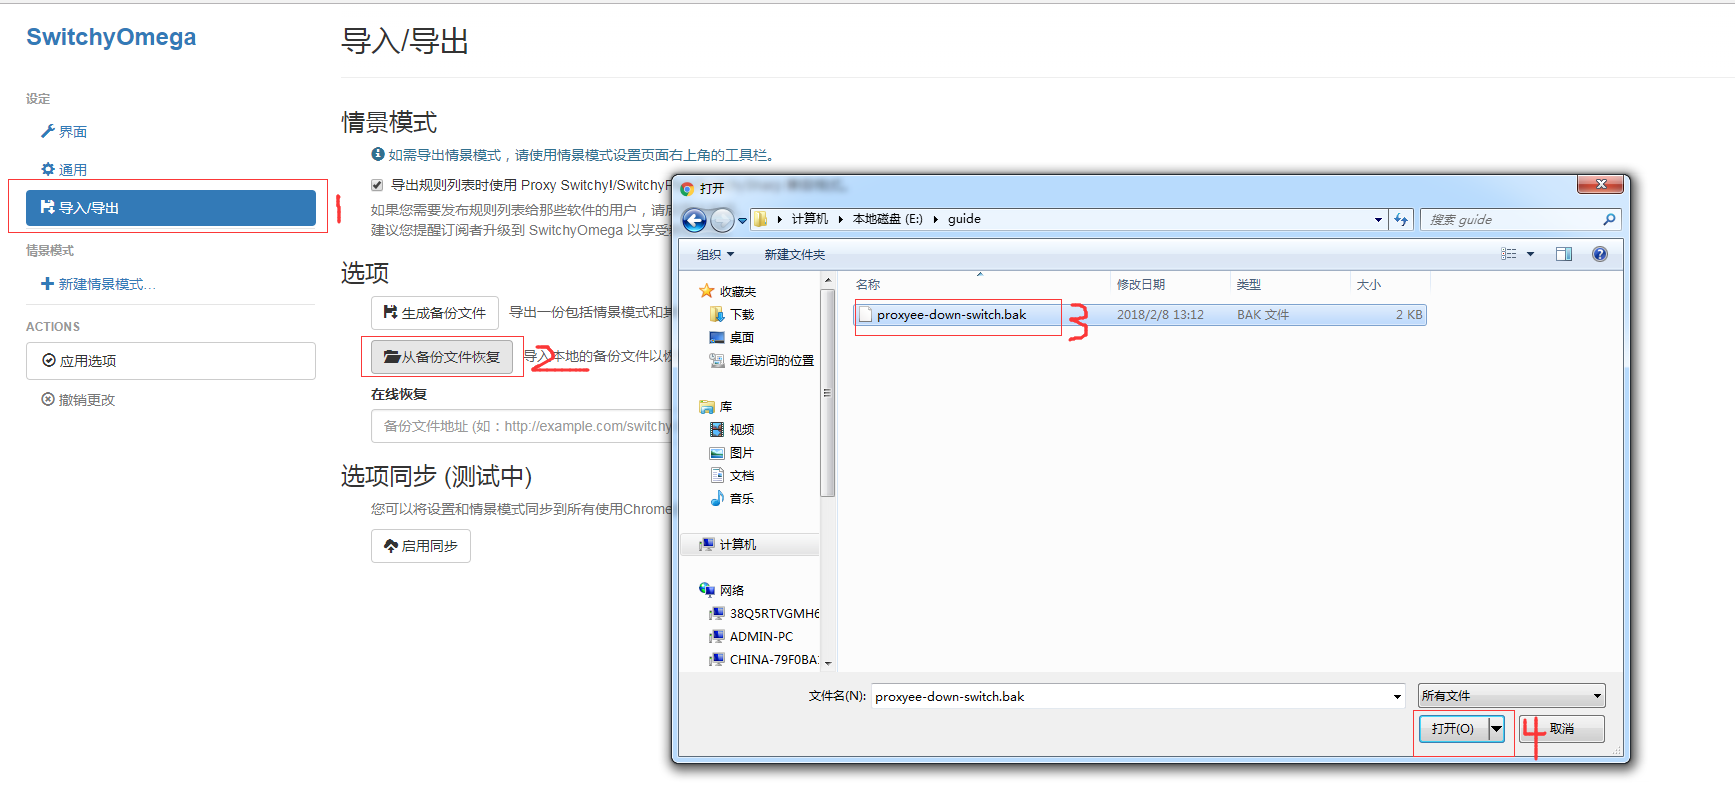 SwitchyOmega
设定
界面
通用
导入/导出
1
情景模式
新建情景模式...
ACTIONS
应用选项
撤销更改
导入/导出
情景模式
如需导出情景模式，请使用情景模式设置页面右上角的工具栏。
导出规则列表时使用 Proxy Switchy!/SwitchyP
如果您需要发布规则列表给那些软件的用户，请
建议您提醒订阅者升级到 SwitchyOmega 以享受
选项
生成备份文件 导出一份包括情景模式和
从备份文件恢复 2 导入本地的备份文件以
在线恢复
备份文件地址 (如：http://example.com/switchy
选项同步 (测试中)
您可以将设置和情景模式同步到所有使用Chrome
启用同步
打开
计算机 本地磁盘 (E:) guide
搜索 guide
组织 新建文件夹
收藏夹
下载
桌面
最近访问的位置
库
视频
图片
文档
音乐
计算机
网络
38Q5RTVGMH6
ADMIN-PC
CHINA-79F0BA
名称 修改日期 类型 大小
proxyee-down-switch.bak 3 2018/2/8 13:12 BAK 文件 2 KB
文件名(N): proxyee-down-switch.bak 所有文件
打开(O) 4 取消